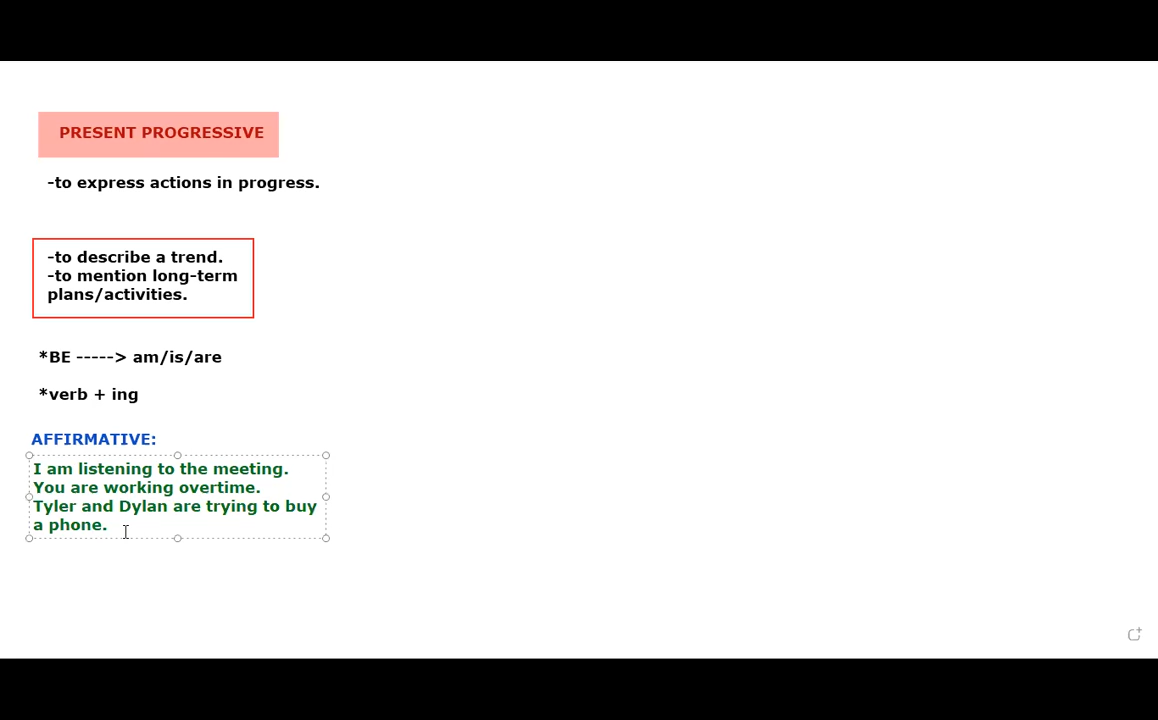 PRESENT PROGRESSIVE
-to express actions in progress.
-to describe a trend.
-to mention long-term
plans/activities.
*BE -----> am/is/are
*verb + ing
AFFIRMATIVE:
I am listening to the meeting.
You are working overtime.
Tyler and Dylan are trying to buy
a phone.